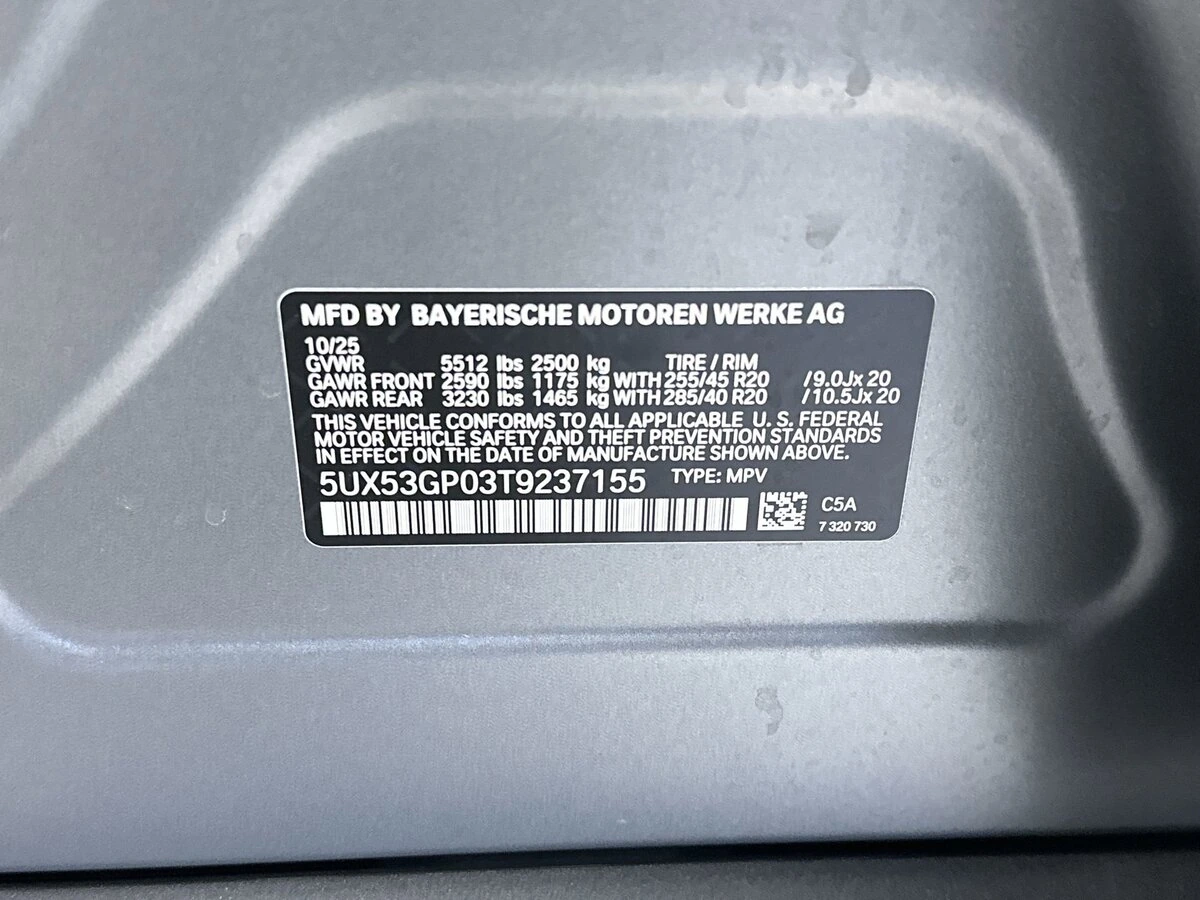 MFD BY BAYERISCHE MOTOREN WERKE AG
10/25
GVWR 5512 lbs 2500 kg TIRE / RIM
GAWR FRONT 2590 lbs 1175 kg WITH 255/45 R20 /9.0Jx 20
GAWR REAR 3230 lbs 1465 kg WITH 285/40 R20 /10.5Jx 20
THIS VEHICLE CONFORMS TO ALL APPLICABLE U. S. FEDERAL
MOTOR VEHICLE SAFETY AND THEFT PREVENTION STANDARDS
IN EFFECT ON THE DATE OF MANUFACTURE SHOWN ABOVE.
5UX53GP03T9237155 TYPE: MPV
C5A
7 320 730